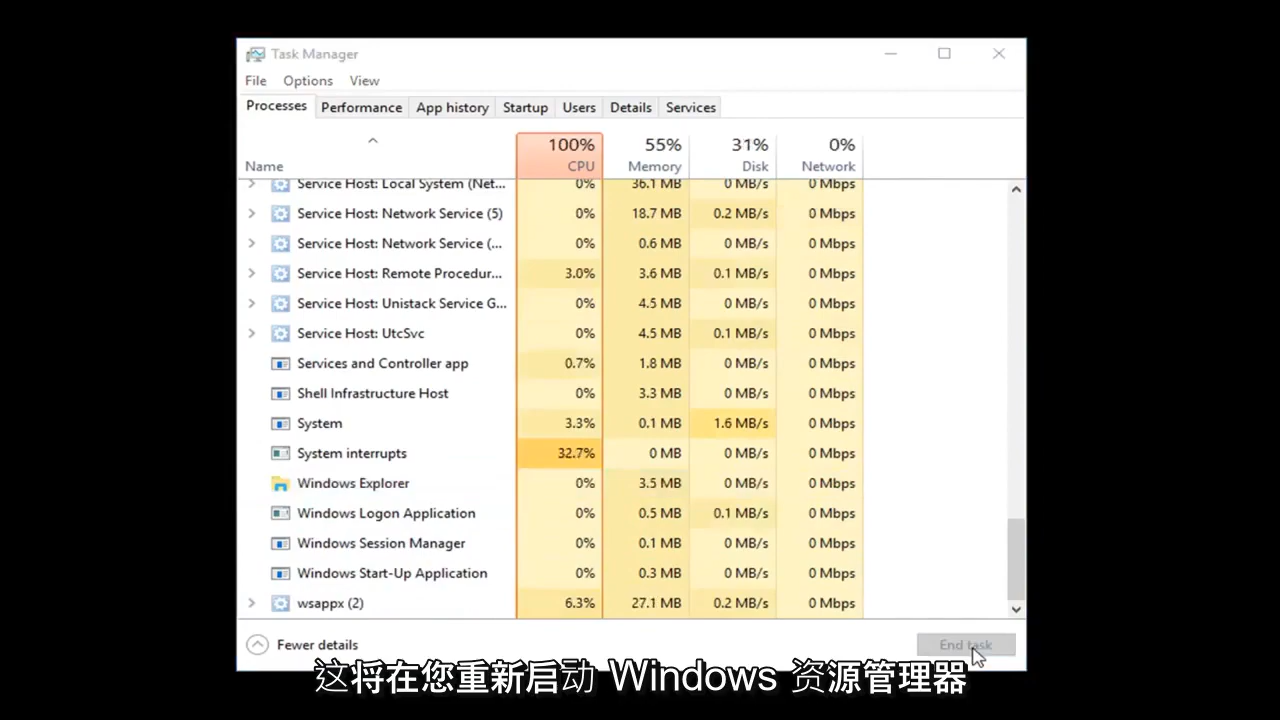 Task Manager
File Options View
Processes Performance App history Startup Users Details Services
100% 55% 31% 0%
Name CPU Memory Disk Network
Service Host: Local System (Net... 0% 36.1 MB 0 MB/s 0 Mbps
Service Host: Network Service (5) 0% 18.7 MB 0.2 MB/s 0 Mbps
Service Host: Network Service (... 0% 0.6 MB 0 MB/s 0 Mbps
Service Host: Remote Procedur... 3.0% 3.6 MB 0.1 MB/s 0 Mbps
Service Host: Unistack Service G... 0% 4.5 MB 0 MB/s 0 Mbps
Service Host: UtcSvc 0% 4.5 MB 0.1 MB/s 0 Mbps
Services and Controller app 0.7% 1.8 MB 0 MB/s 0 Mbps
Shell Infrastructure Host 0% 3.3 MB 0 MB/s 0 Mbps
System 3.3% 0.1 MB 1.6 MB/s 0 Mbps
System interrupts 32.7% 0 MB 0 MB/s 0 Mbps
Windows Explorer 0% 3.5 MB 0 MB/s 0 Mbps
Windows Logon Application 0% 0.5 MB 0.1 MB/s 0 Mbps
Windows Session Manager 0% 0.1 MB 0 MB/s 0 Mbps
Windows Start-Up Application 0% 0.3 MB 0 MB/s 0 Mbps
wsappx (2) 6.3% 27.1 MB 0.2 MB/s 0 Mbps
Fewer details End task
这将在您重新启动 Windows 资源管理器